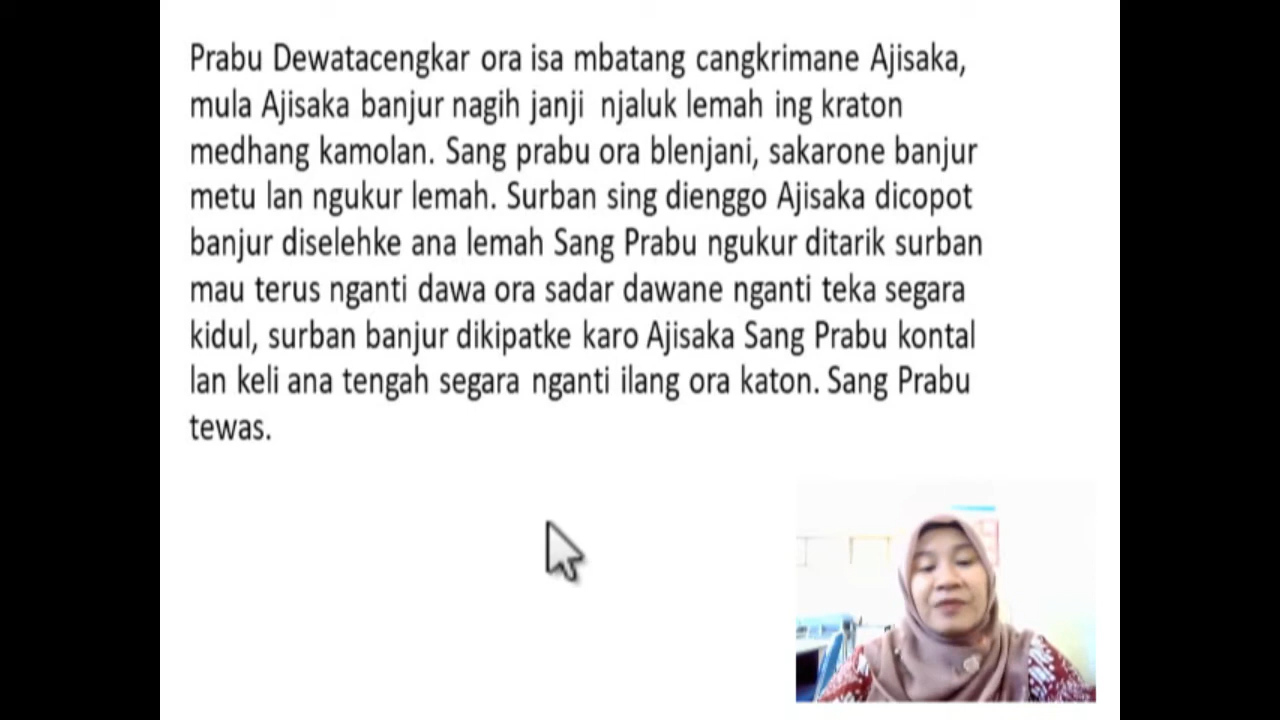 Prabu Dewatacengkar ora isa mbatang cangkrimane Ajisaka,
mula Ajisaka banjur nagih janji njaluk lemah ing kraton
medhang kamolan. Sang prabu ora blenjani, sakarone banjur
metu lan ngukur lemah. Surban sing dienggo Ajisaka dicopot
banjur diselehke ana lemah Sang Prabu ngukur ditarik surban
mau terus nganti dawa ora sadar dawane nganti teka segara
kidul, surban banjur dikipatke karo Ajisaka Sang Prabu kontal
lan keli ana tengah segara nganti ilang ora katon. Sang Prabu
tewas.